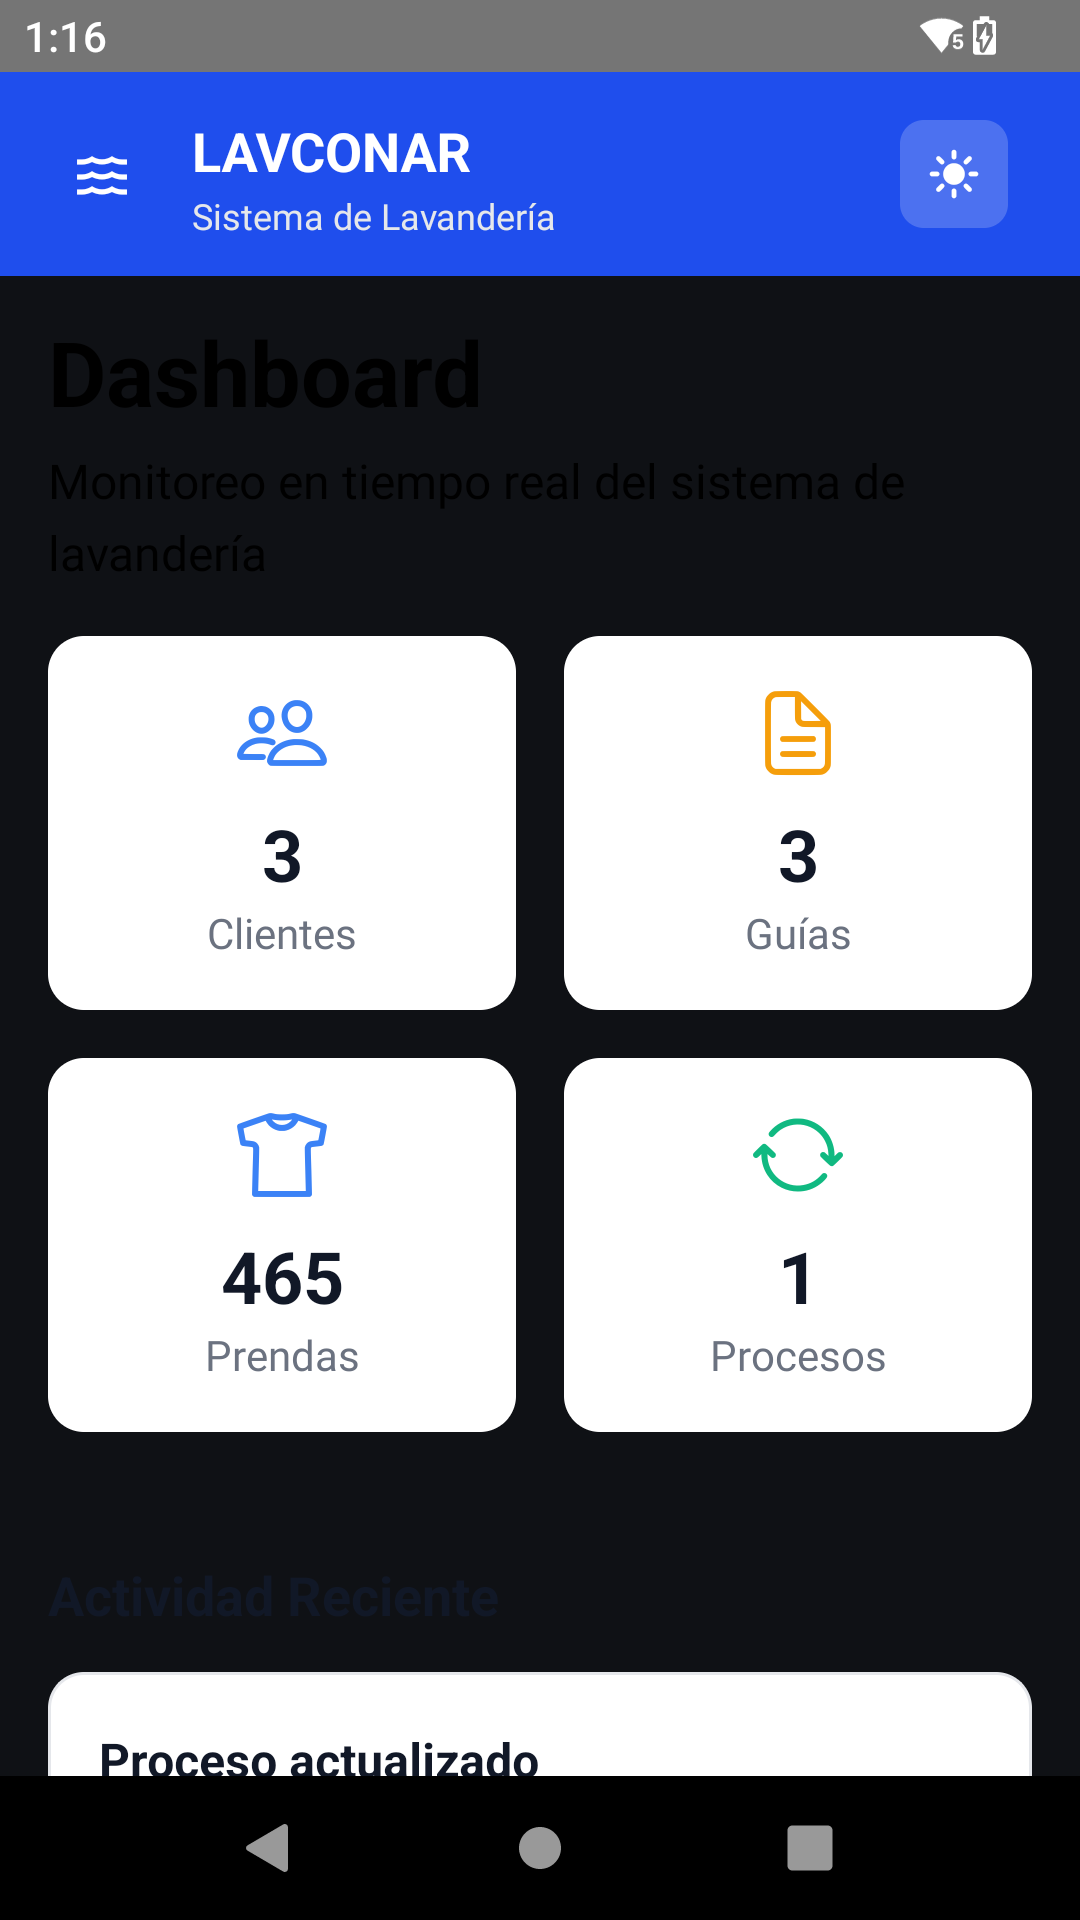 1:16
5
LAVCONAR
Sistema de Lavandería
Dashboard
Monitoreo en tiempo real del sistema de
lavandería
3
Clientes
3
Guías
465
Prendas
1
Procesos
Actividad Reciente
Proceso actualizado